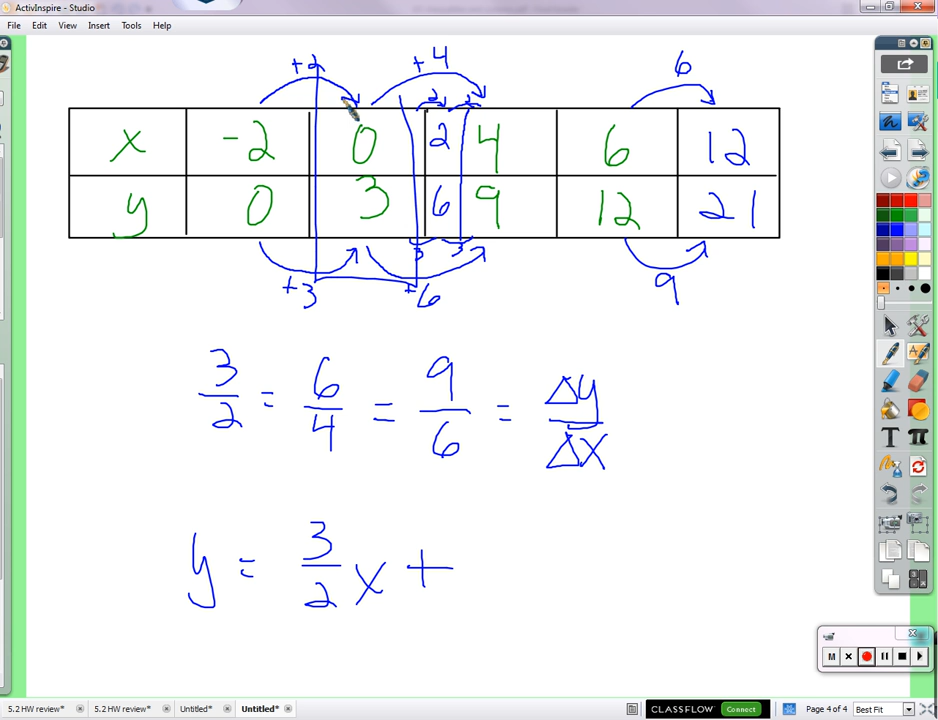 ActivInspire - Studio
File Edit View Insert Tools Help
+2 +4 6
2 2
x -2 0 2 4 6 12
y 0 3 6 9 12 21
3 3
+3 +6 9
3/2 = 6/4 = 9/6 = Δy/Δx
y = 3/2 x +
T π
M
5.2 HW review* 5.2 HW review* Untitled* Untitled* CLASSFLOW Connect Page 4 of 4 Best Fit